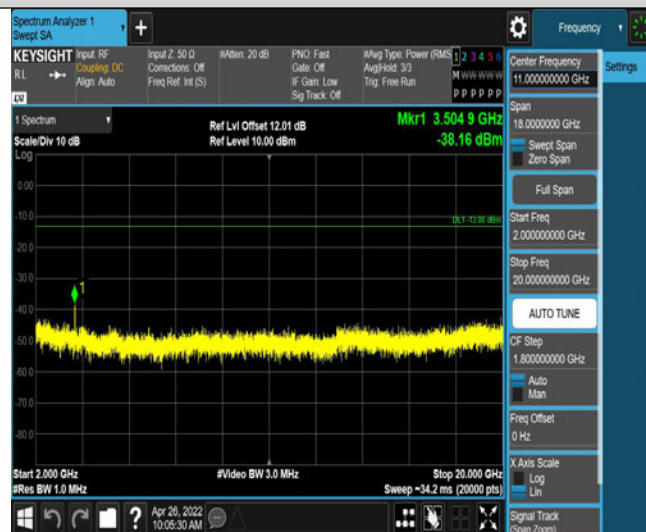 Spectrum Analyzer 1
Swept SA
Frequency
KEYSIGHT
RL
LXI
Input: RF
Coupling: DC
Align: Auto
Input Z: 50 Ω
Corrections: Off
Freq Ref: Int (S)
#Atten: 20 dB
PNO: Fast
Gate: Off
IF Gain: Low
Sig Track: Off
#Avg Type: Power (RMS
Avg|Hold: 3/3
Trig: Free Run
1 2 3 4 5 6
M W W W W W
P P P P P P
1 Spectrum
Scale/Div 10 dB
Log
Ref Lvl Offset 12.01 dB
Ref Level 10.00 dBm
Mkr1 3.504 9 GHz
-38.16 dBm
0.00
-10.0
DL1 -13.00 dBm
-20.0
-30.0
1
-40.0
-50.0
-60.0
-70.0
-80.0
Start 2.000 GHz
#Res BW 1.0 MHz
#Video BW 3.0 MHz
Stop 20.000 GHz
Sweep ~34.2 ms (20000 pts)
Apr 26, 2022
10:05:30 AM
Settings
Center Frequency
11.000000000 GHz
Span
18.0000000 GHz
Swept Span
Zero Span
Full Span
Start Freq
2.000000000 GHz
Stop Freq
20.000000000 GHz
AUTO TUNE
CF Step
1.800000000 GHz
Auto
Man
Freq Offset
0 Hz
X Axis Scale
Log
Lin
Signal Track
(Span Zoom)